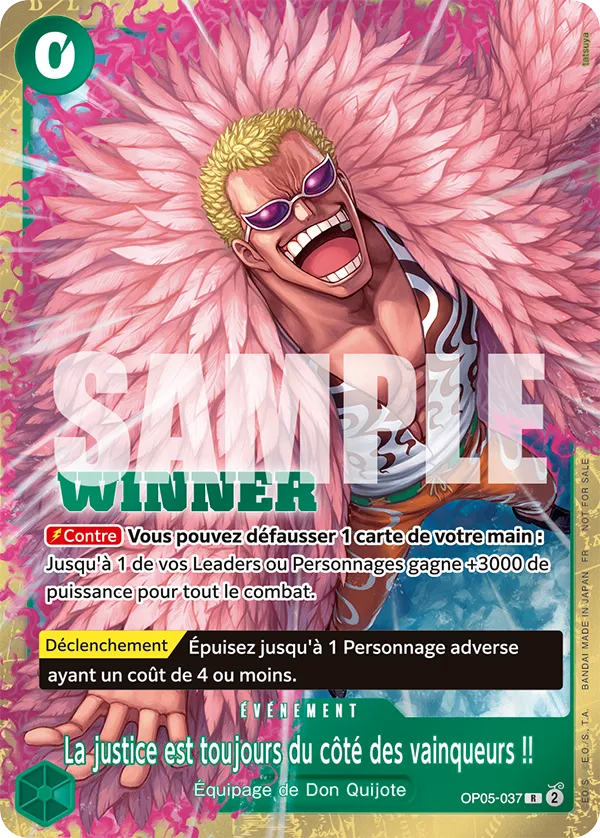 0
tatsuya
SAMPLE
WINNER
Contre Vous pouvez défausser 1 carte de votre main :
Jusqu'à 1 de vos Leaders ou Personnages gagne +3000 de
puissance pour tout le combat.
Déclenchement Épuisez jusqu'à 1 Personnage adverse
ayant un coût de 4 ou moins.
ÉVÉNEMENT
La justice est toujours du côté des vainqueurs !!
Équipage de Don Quijote
OP05-037 R 2
BANDAI MADE IN JAPAN FR NOT FOR SALE